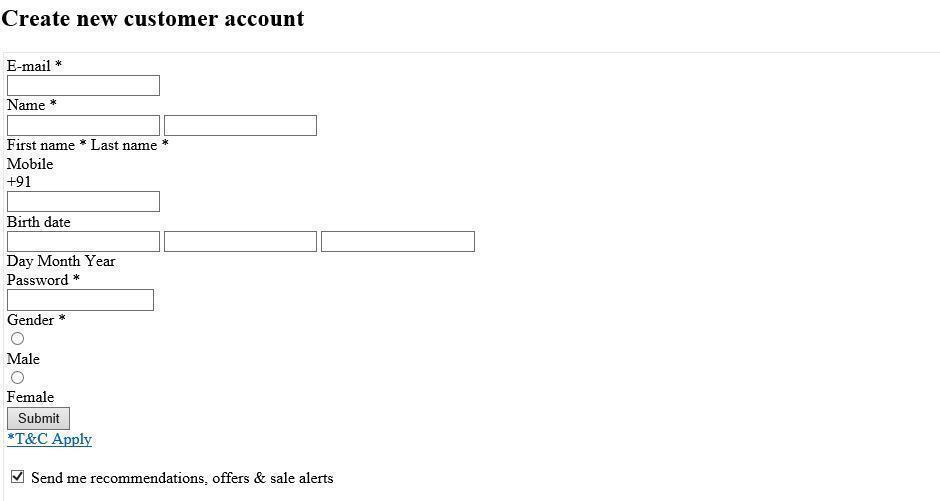 Create new customer account
E-mail *
Name *
First name * Last name *
Mobile
+91
Birth date
Day Month Year
Password *
Gender *
Male
Female
Submit
*T&C Apply
Send me recommendations, offers & sale alerts